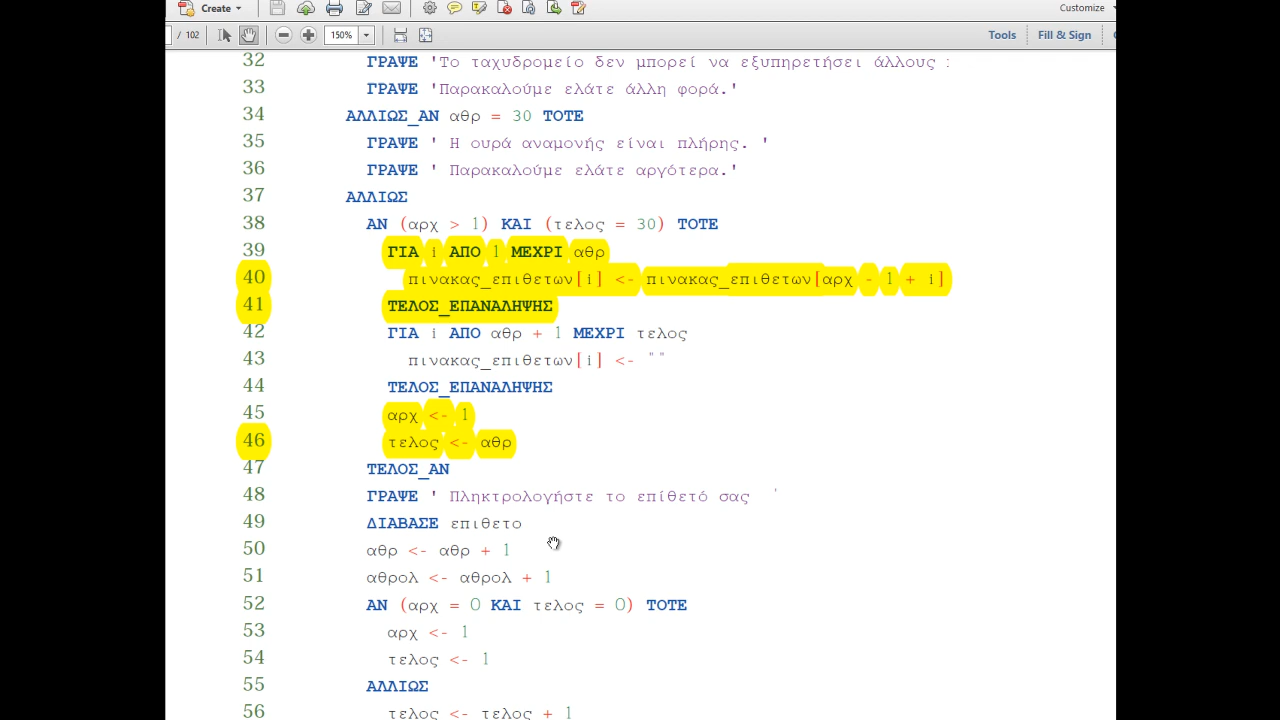 Create
Customize
/ 102
150%
Tools
Fill & Sign
32 ΓΡΑΨΕ 'Το ταχυδρομείο δεν μπορεί να εξυπηρετήσει άλλους :
33 ΓΡΑΨΕ 'Παρακαλούμε ελάτε άλλη φορά.'
34 ΑΛΛΙΩΣ_ΑΝ αθρ = 30 ΤΟΤΕ
35 ΓΡΑΨΕ ' Η ουρά αναμονής είναι πλήρης. '
36 ΓΡΑΨΕ ' Παρακαλούμε ελάτε αργότερα.'
37 ΑΛΛΙΩΣ
38 ΑΝ (αρχ > 1) ΚΑΙ (τελος = 30) ΤΟΤΕ
39 ΓΙΑ i ΑΠΟ 1 ΜΕΧΡΙ αθρ
40 πινακας_επιθετων[i] <- πινακας_επιθετων[αρχ - 1 + i]
41 ΤΕΛΟΣ_ΕΠΑΝΑΛΗΨΗΣ
42 ΓΙΑ i ΑΠΟ αθρ + 1 ΜΕΧΡΙ τελος
43 πινακας_επιθετων[i] <- ""
44 ΤΕΛΟΣ_ΕΠΑΝΑΛΗΨΗΣ
45 αρχ <- 1
46 τελος <- αθρ
47 ΤΕΛΟΣ_ΑΝ
48 ΓΡΑΨΕ ' Πληκτρολογήστε το επίθετό σας '
49 ΔΙΑΒΑΣΕ επιθετο
50 αθρ <- αθρ + 1
51 αθρολ <- αθρολ + 1
52 ΑΝ (αρχ = 0 ΚΑΙ τελος = 0) ΤΟΤΕ
53 αρχ <- 1
54 τελος <- 1
55 ΑΛΛΙΩΣ
56 τελος <- τελος + 1